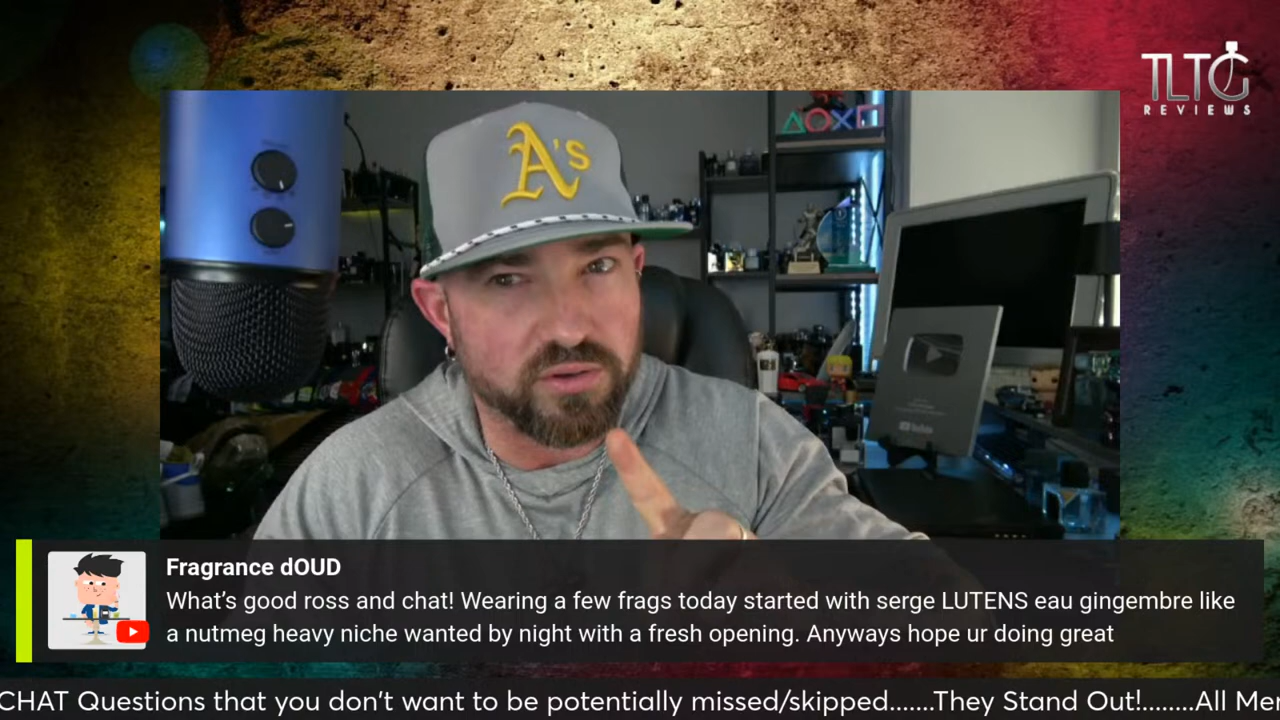 TLTG
REVIEWS
A's
YouTube
Fragrance dOUD
What's good ross and chat! Wearing a few frags today started with serge LUTENS eau gingembre like
a nutmeg heavy niche wanted by night with a fresh opening. Anyways hope ur doing great
CHAT Questions that you don't want to be potentially missed/skipped.......They Stand Out!........All Mer